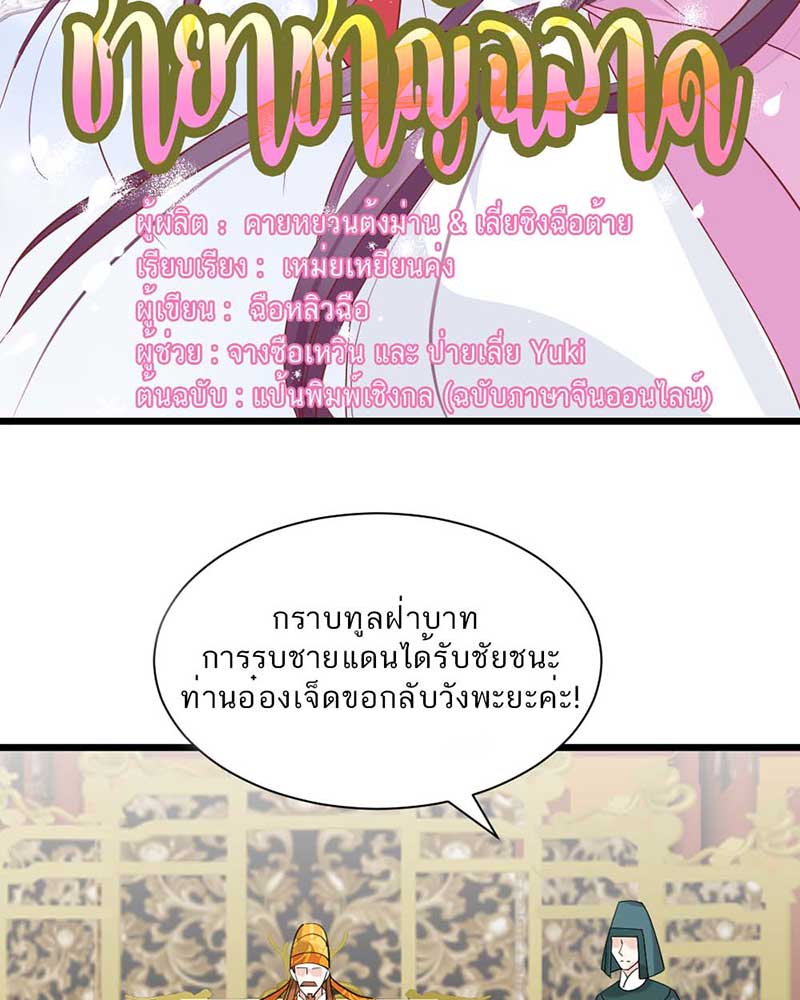 ชายาชาญฉลาด
ผู้ผลิต : คายหยวนต้งม่าน & เลี่ยซิงฉือต้าย
เรียบเรียง : เหม่ยเหยียนค่ง
ผู้เขียน : ฉือหลิวฉือ
ผู้ช่วย : จางซือเหวิน และ ป่ายเลี่ย Yuki
ต้นฉบับ : แป้นพิมพ์เชิงกล (ฉบับภาษาจีนออนไลน์)
กราบทูลฝ่าบาท
การรบชายแดนได้รับชัยชนะ
ท่านอ๋องเจ็ดขอกลับวังพะยะค่ะ!